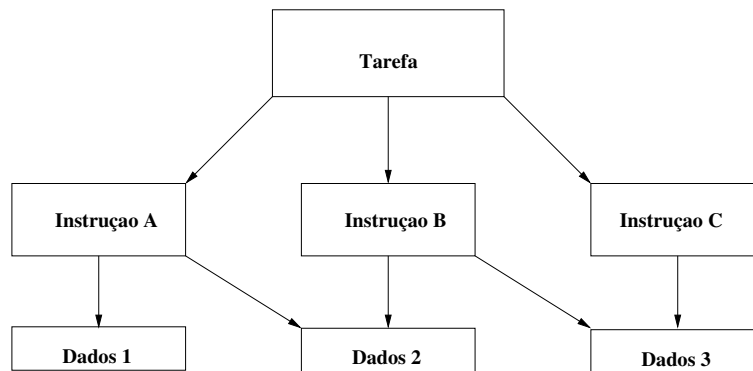 Tarefa
Instruçao A
Instruçao B
Instruçao C
Dados 1
Dados 2
Dados 3